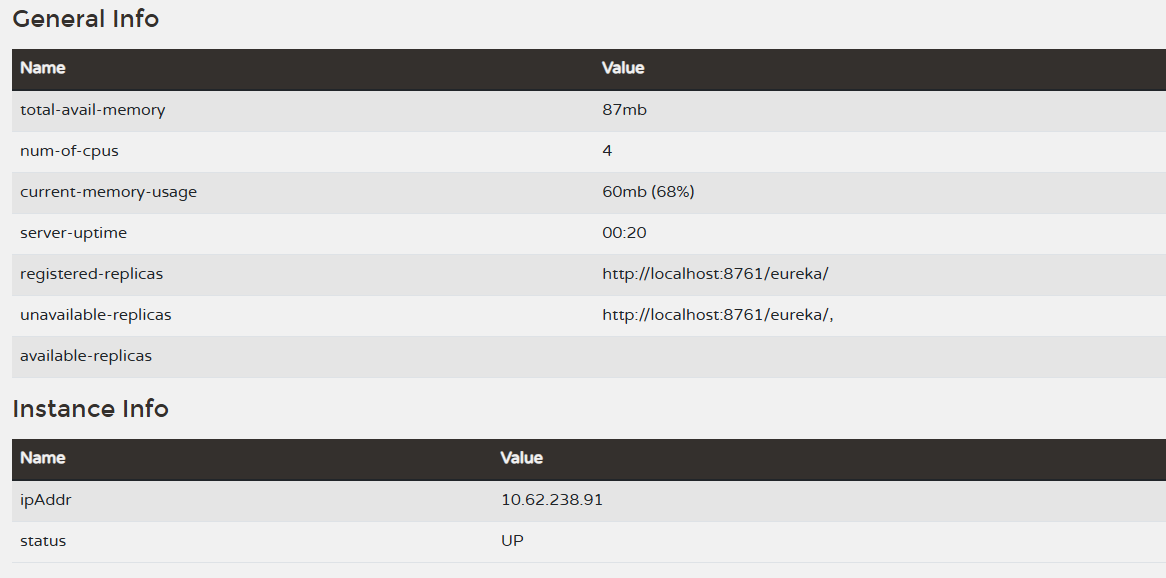 General Info
Name Value
total-avail-memory 87mb
num-of-cpus 4
current-memory-usage 60mb (68%)
server-uptime 00:20
registered-replicas http://localhost:8761/eureka/
unavailable-replicas http://localhost:8761/eureka/,
available-replicas
Instance Info
Name Value
ipAddr 10.62.238.91
status UP